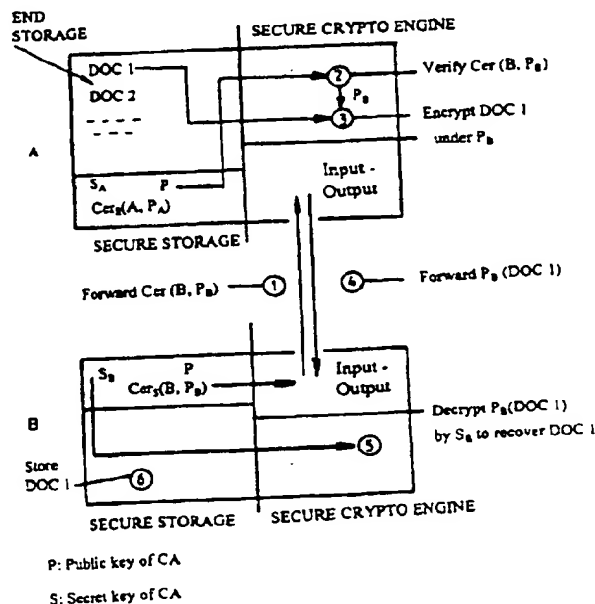 END
STORAGE
SECURE CRYPTO ENGINE
DOC 1
DOC 2
2
Verify Cer (B, PB)
PB
3
Encrypt DOC 1
under PB
A
SA P
CerS(A, PA)
Input -
Output
SECURE STORAGE
Forward Cer (B, PB)
1
4
Forward PB (DOC 1)
SB P
CerS(B, PB)
Input -
Output
B
Decrypt PB(DOC 1)
by SB to recover DOC 1
5
Store
DOC 1
6
SECURE STORAGE
SECURE CRYPTO ENGINE
P: Public key of CA
S: Secret key of CA